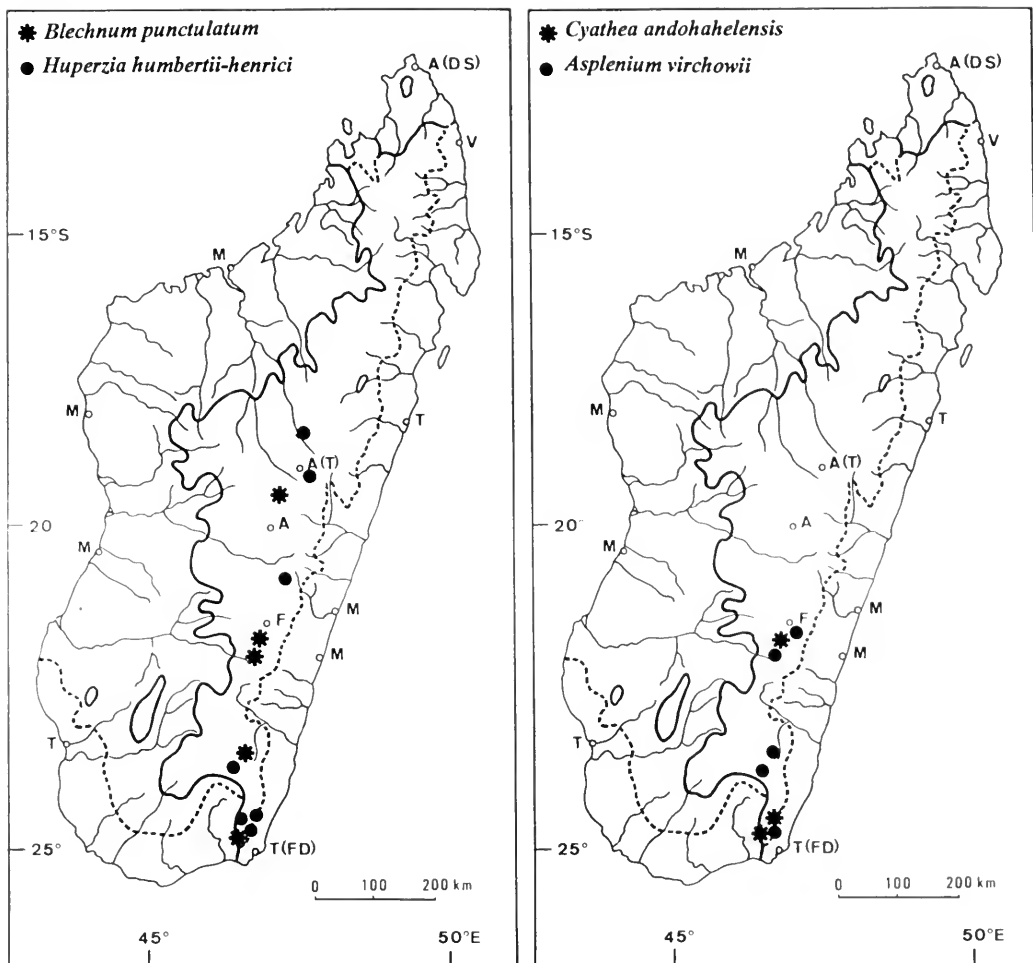 Blechnum punctulatum
Huperzia humbertii-henrici
A (DS)
V
15°S
M
M
T
A(T)
20
A
M
F
M
M
T
25°
T(FD)
0 100 200 km
45° 50°E
Cyathea andohahelensis
Asplenium virchowii
A (DS)
V
15°S
M
M
T
A(T)
20°
A
M
F
M
M
T
25°
T(FD)
0 100 200 km
45° 50°E